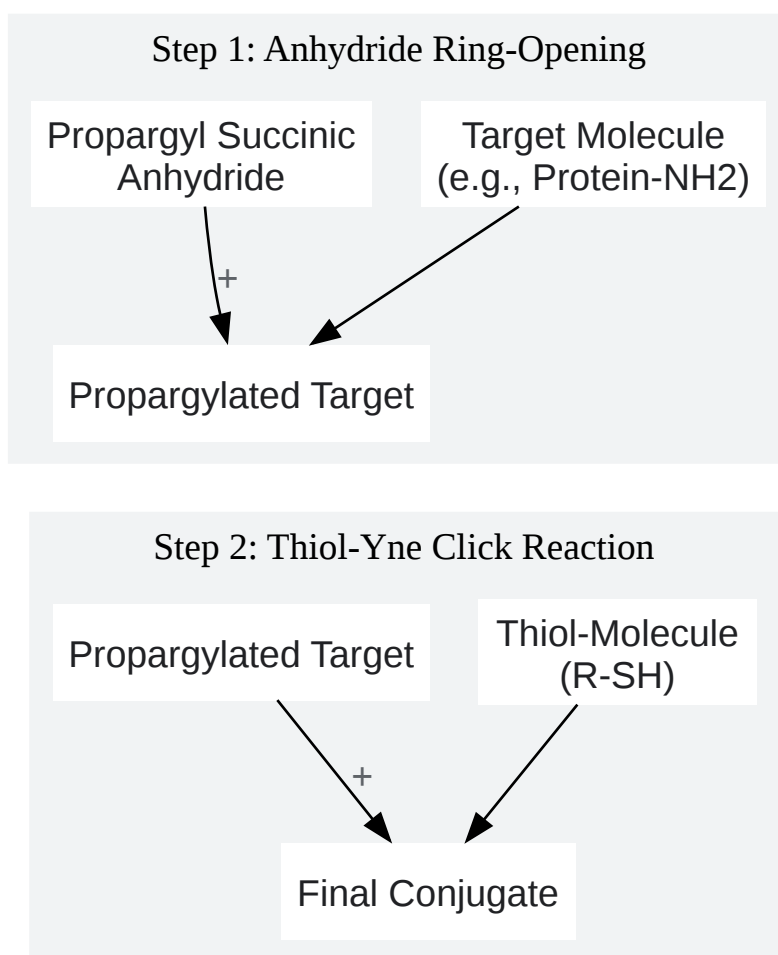 Step 1: Anhydride Ring-Opening
Propargyl Succinic
Anhydride
Target Molecule
(e.g., Protein-NH2)
+
Propargylated Target
Step 2: Thiol-Yne Click Reaction
Propargylated Target
Thiol-Molecule
(R-SH)
+
Final Conjugate